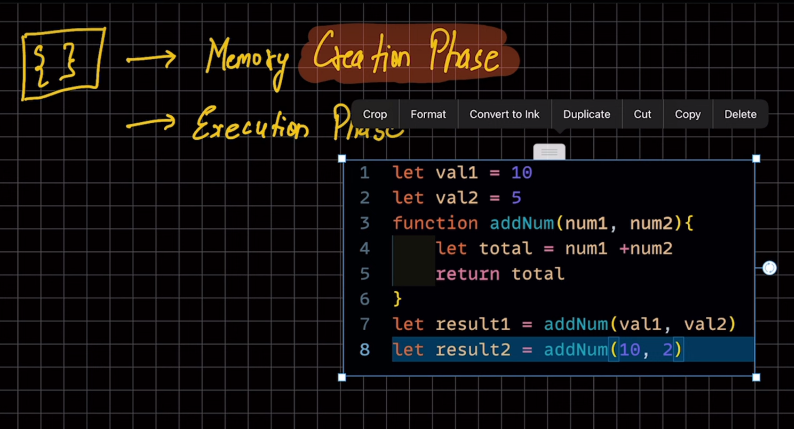 { } → Memory Creation Phase
→ Execution Phase
Crop Format Convert to Ink Duplicate Cut Copy Delete
1 let val1 = 10
2 let val2 = 5
3 function addNum(num1, num2){
4 let total = num1 +num2
5 return total
6 }
7 let result1 = addNum(val1, val2)
8 let result2 = addNum(10, 2)